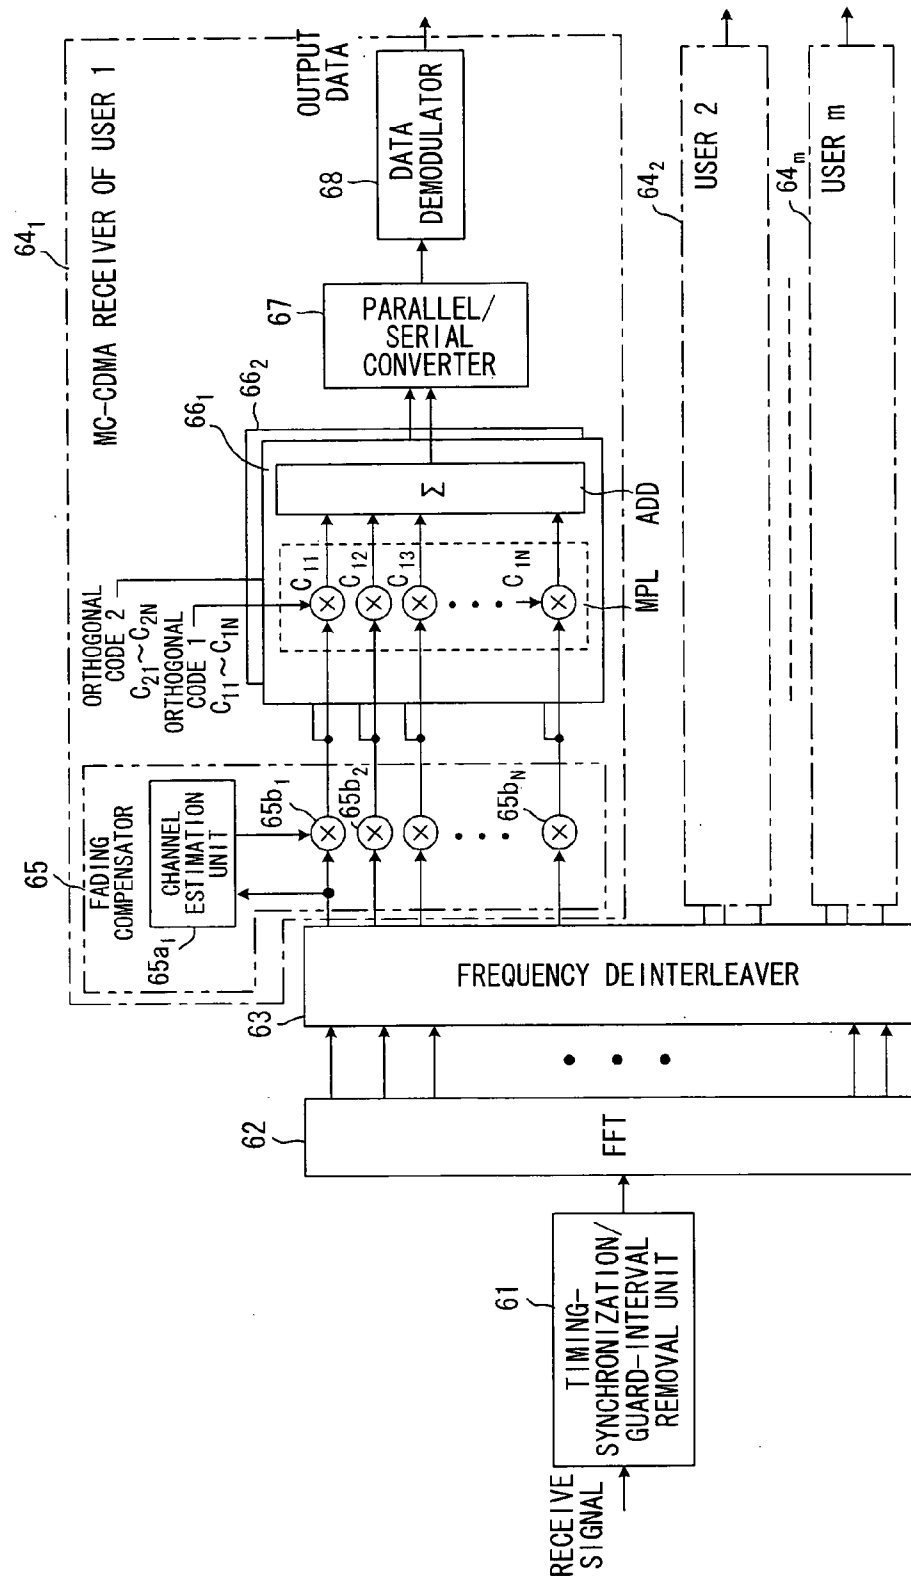 RECEIVE
SIGNAL
61
TIMING-
SYNCHRONIZATION/
GUARD-INTERVAL
REMOVAL UNIT
62
FFT
63
FREQUENCY DEINTERLEAVER
64₁
MC-CDMA RECEIVER OF USER 1
65
FADING
COMPENSATOR
CHANNEL
ESTIMATION
UNIT
65a₁
65b₁
65b₂
65b_N
ORTHOGONAL
CODE 2
C₂₁~C₂N
ORTHOGONAL
CODE 1
C₁₁~C₁N
C₁₁
C₁₂
C₁₃
C₁N
MPL
66₁
66₂
Σ
ADD
67
PARALLEL/
SERIAL
CONVERTER
68
DATA
DEMODULATOR
OUTPUT
DATA
64₂
USER 2
64ₘ
USER m